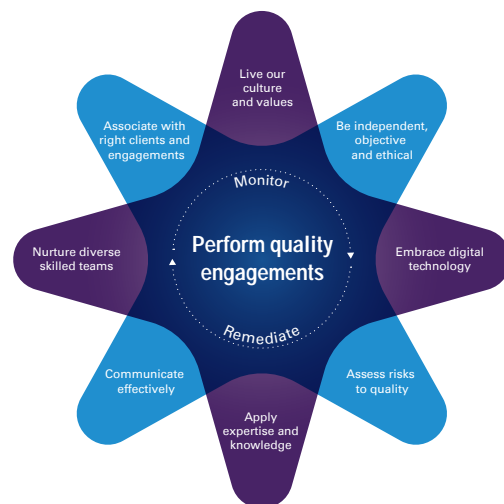 Live our
culture
and values
Be independent,
objective
and ethical
Embrace digital
technology
Assess risks
to quality
Apply
expertise and
knowledge
Communicate
effectively
Nurture diverse
skilled teams
Associate with
right clients and
engagements
Monitor
Perform quality
engagements
Remediate